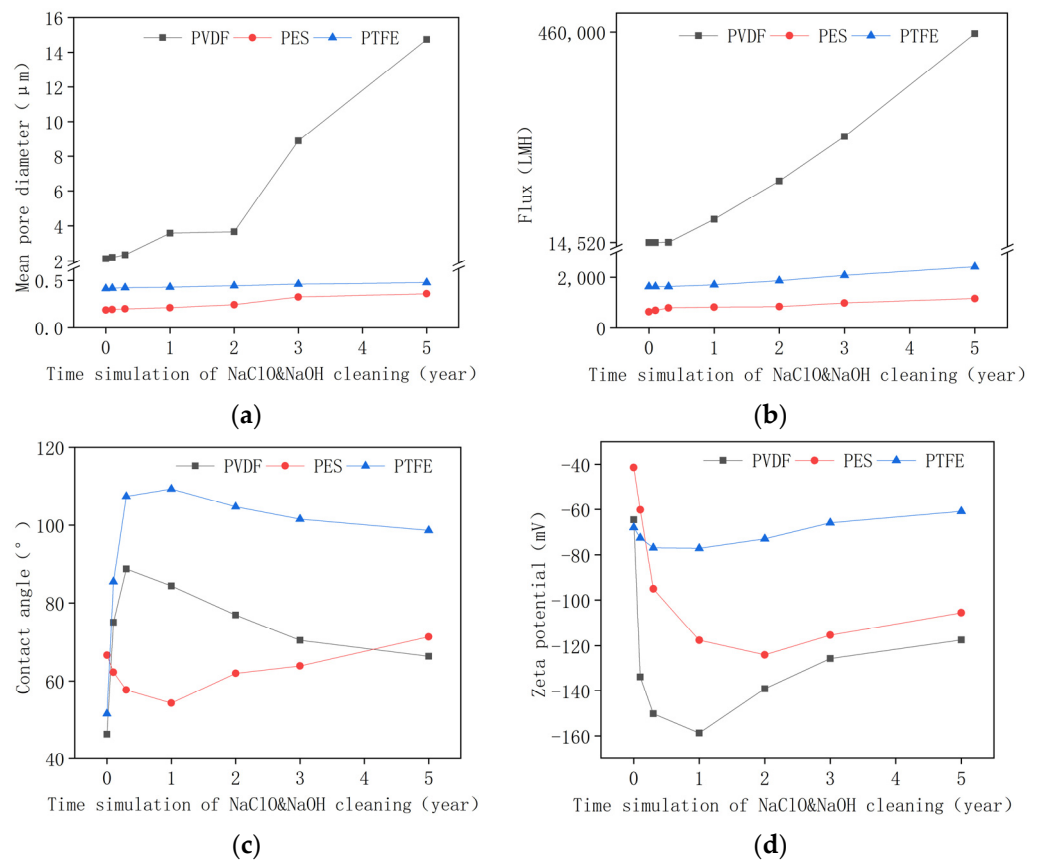 PVDF PES PTFE
Mean pore diameter (μm)
16
14
12
10
8
6
4
2
0.5
0.0
0 1 2 3 4 5
Time simulation of NaClO&NaOH cleaning (year)
(a)
PVDF PES PTFE
Flux (LMH)
460,000
14,520
2,000
0
0 1 2 3 4 5
Time simulation of NaClO&NaOH cleaning (year)
(b)
PVDF PES PTFE
Contact angle (°)
120
100
80
60
40
0 1 2 3 4 5
Time simulation of NaClO&NaOH cleaning (year)
(c)
PVDF PES PTFE
Zeta potential (mV)
-40
-60
-80
-100
-120
-140
-160
0 1 2 3 4 5
Time simulation of NaClO&NaOH cleaning (year)
(d)